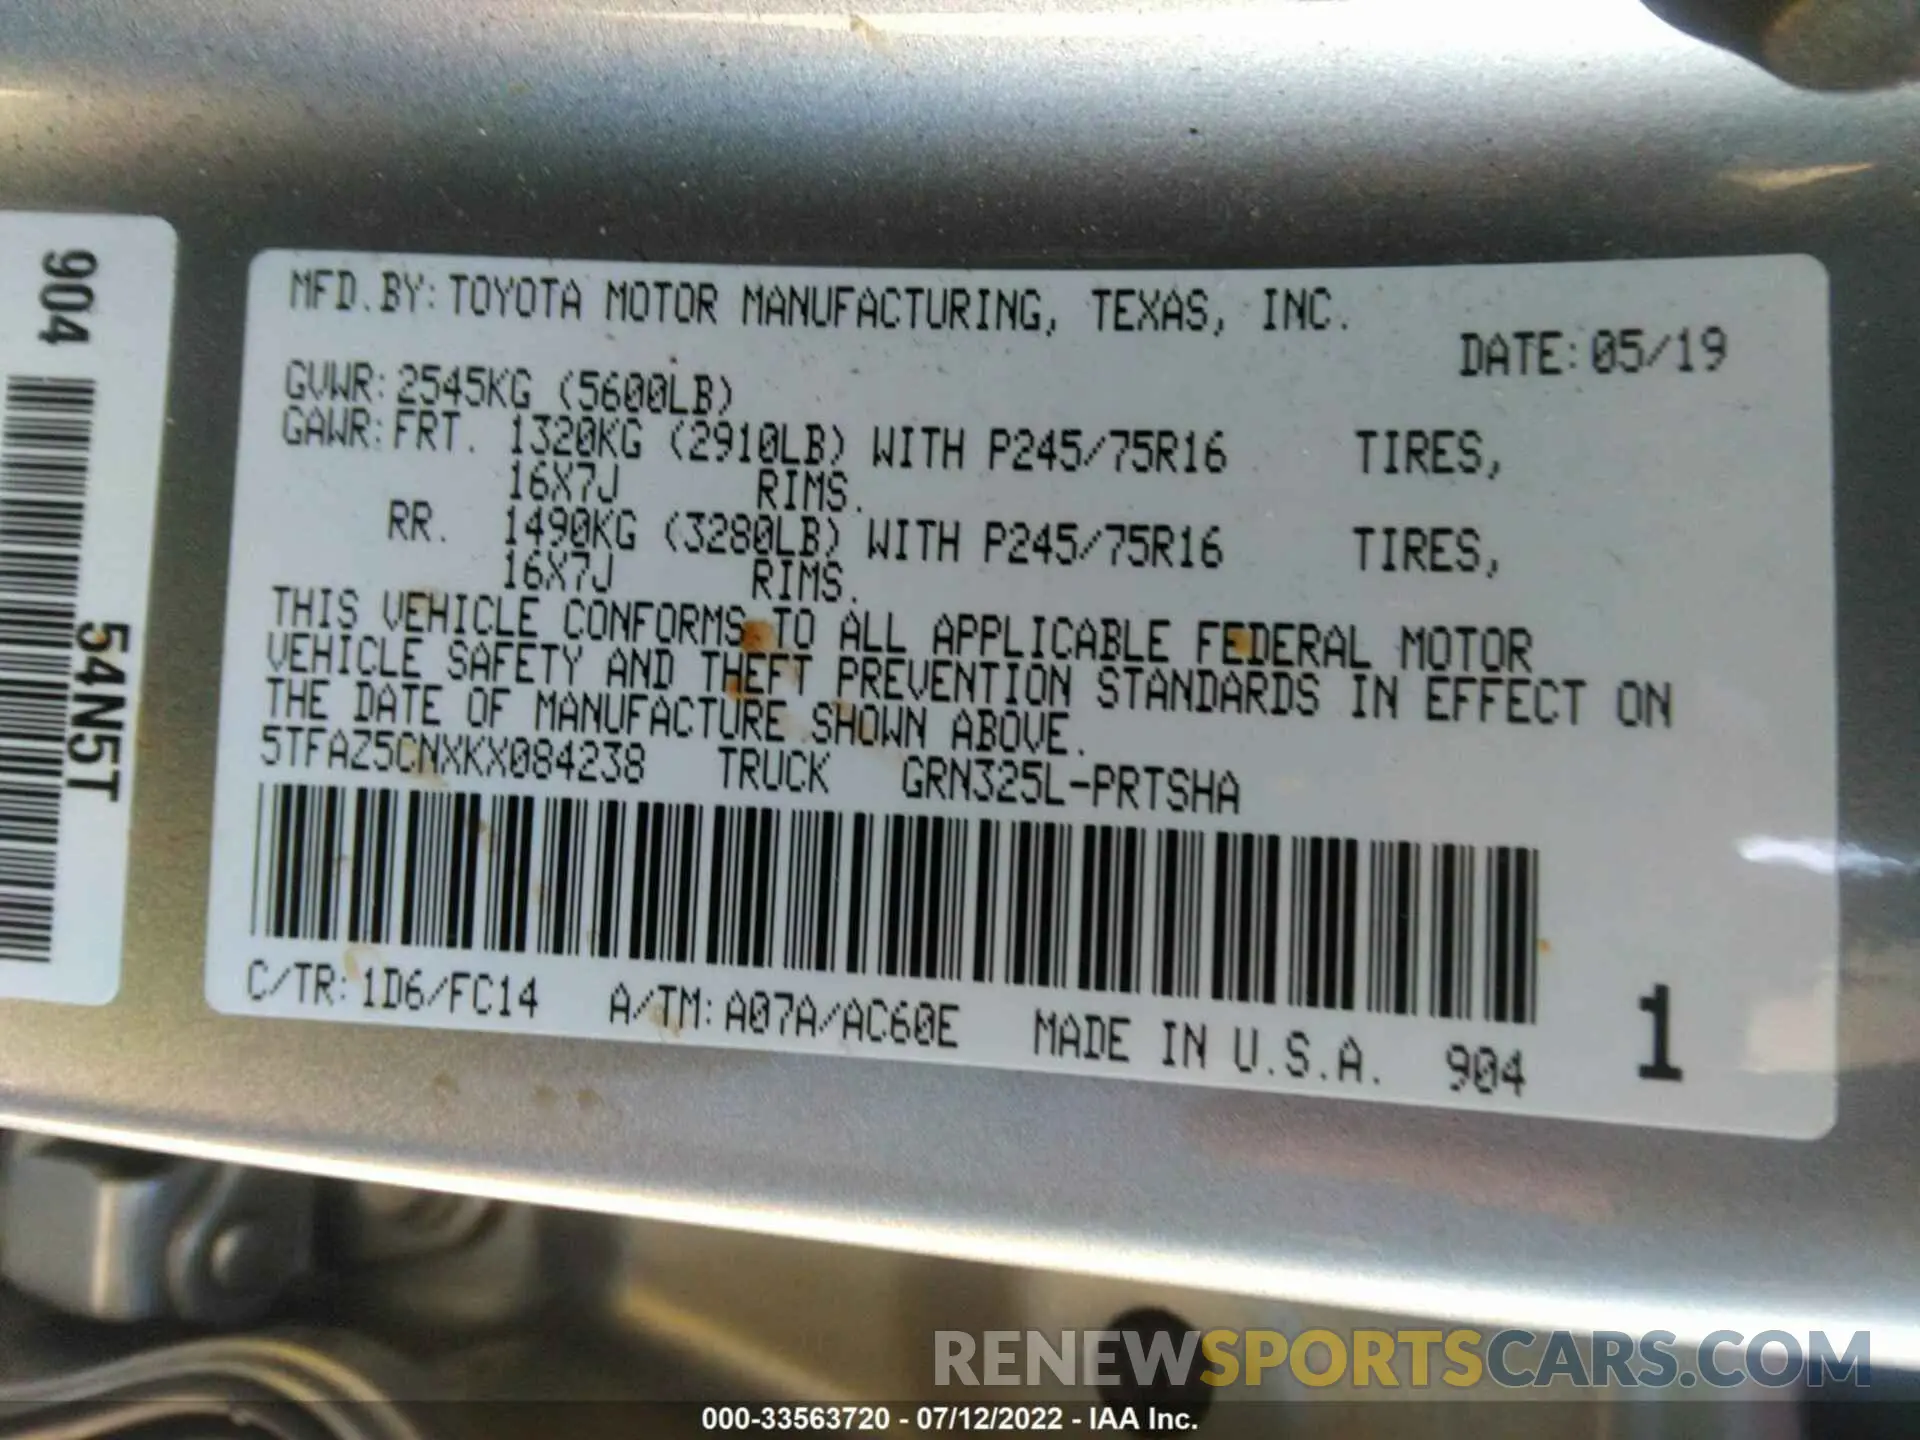 904
54N5T
MFD.BY:TOYOTA MOTOR MANUFACTURING, TEXAS, INC.
DATE:05/19
GVWR:2545KG (5600LB)
GAWR:FRT. 1320KG (2910LB) WITH P245/75R16 TIRES,
16X7J RIMS.
RR. 1490KG (3280LB) WITH P245/75R16 TIRES,
16X7J RIMS.
THIS VEHICLE CONFORMS TO ALL APPLICABLE FEDERAL MOTOR
VEHICLE SAFETY AND THEFT PREVENTION STANDARDS IN EFFECT ON
THE DATE OF MANUFACTURE SHOWN ABOVE.
5TFAZ5CNXKX084238 TRUCK GRN325L-PRTSHA
C/TR:1D6/FC14 A/TM:A07A/AC60E MADE IN U.S.A. 904
1
RENEWSPORTSCARS.COM
000-33563720 - 07/12/2022 - IAA Inc.